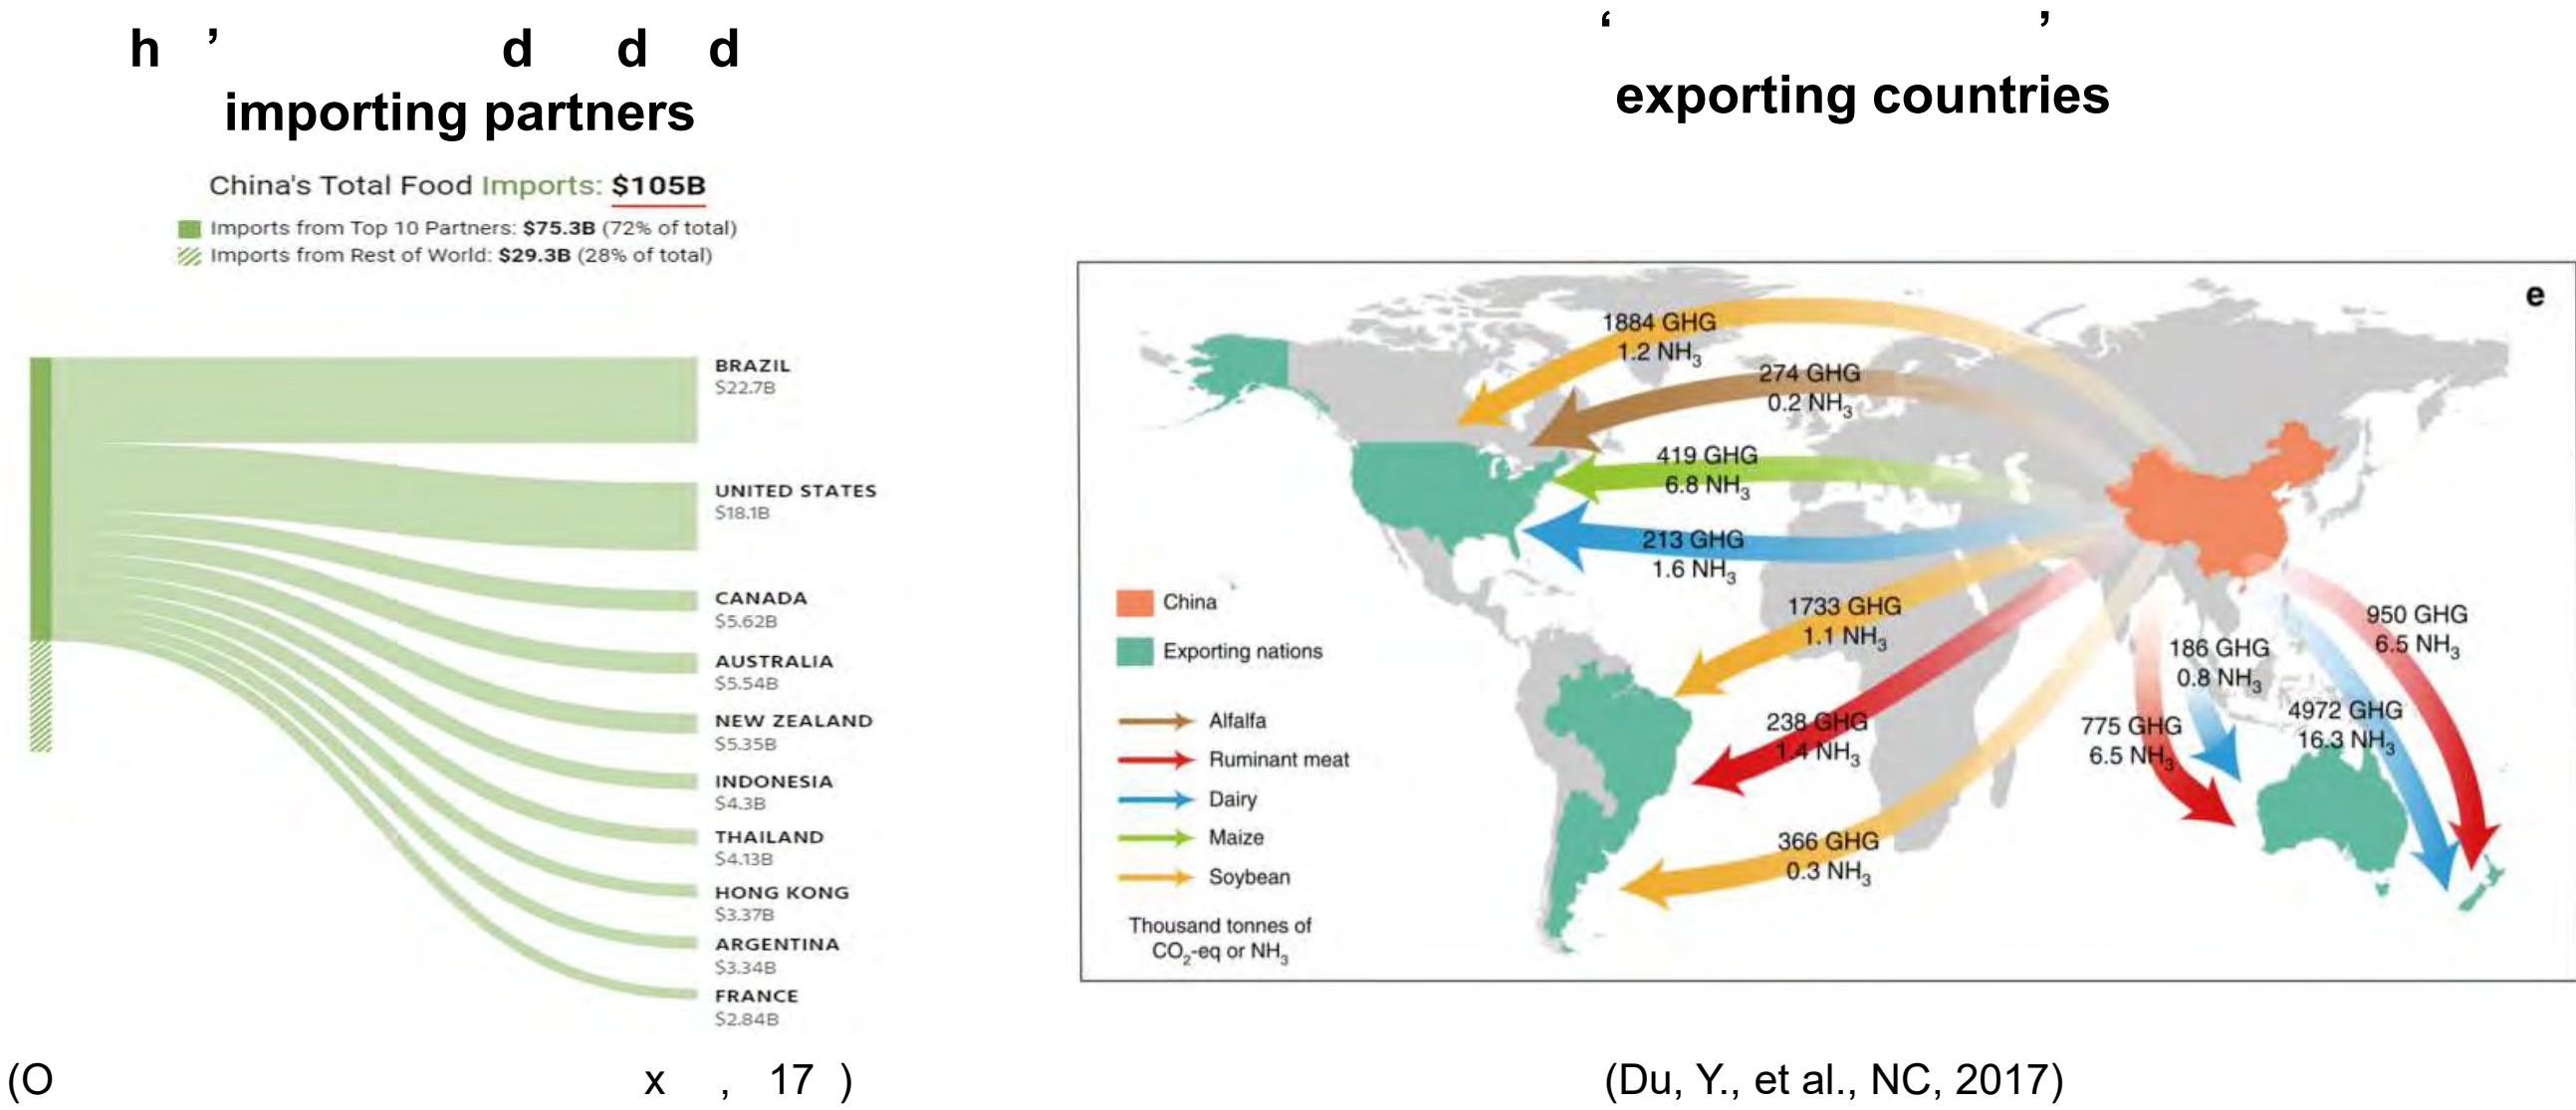 h ’ d d d
importing partners
China's Total Food Imports: $105B
Imports from Top 10 Partners: $75.3B (72% of total)
Imports from Rest of World: $29.3B (28% of total)
BRAZIL
$22.7B
UNITED STATES
$18.1B
CANADA
$5.62B
AUSTRALIA
$5.54B
NEW ZEALAND
$5.35B
INDONESIA
$4.3B
THAILAND
$4.13B
HONG KONG
$3.37B
ARGENTINA
$3.34B
FRANCE
$2.84B
(O x , 17 )
‘ ’
exporting countries
e
1884 GHG
1.2 NH₃
274 GHG
0.2 NH₃
419 GHG
6.8 NH₃
213 GHG
1.6 NH₃
1733 GHG
1.1 NH₃
238 GHG
1.4 NH₃
366 GHG
0.3 NH₃
186 GHG
0.8 NH₃
775 GHG
6.5 NH₃
4972 GHG
16.3 NH₃
950 GHG
6.5 NH₃
China
Exporting nations
Alfalfa
Ruminant meat
Dairy
Maize
Soybean
Thousand tonnes of
CO₂-eq or NH₃
(Du, Y., et al., NC, 2017)